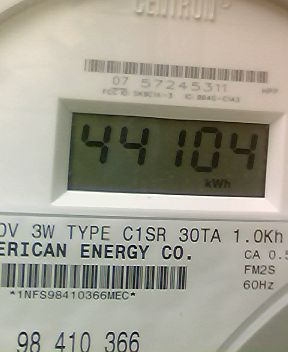 CENTRON
07 57245311
44104
kWh
0V 3W TYPE C1SR 30TA 1.0Kh
ERICAN ENERGY CO.
CA 0.5
FM2S
*1NFS98410366MEC*
60Hz
98 410 366